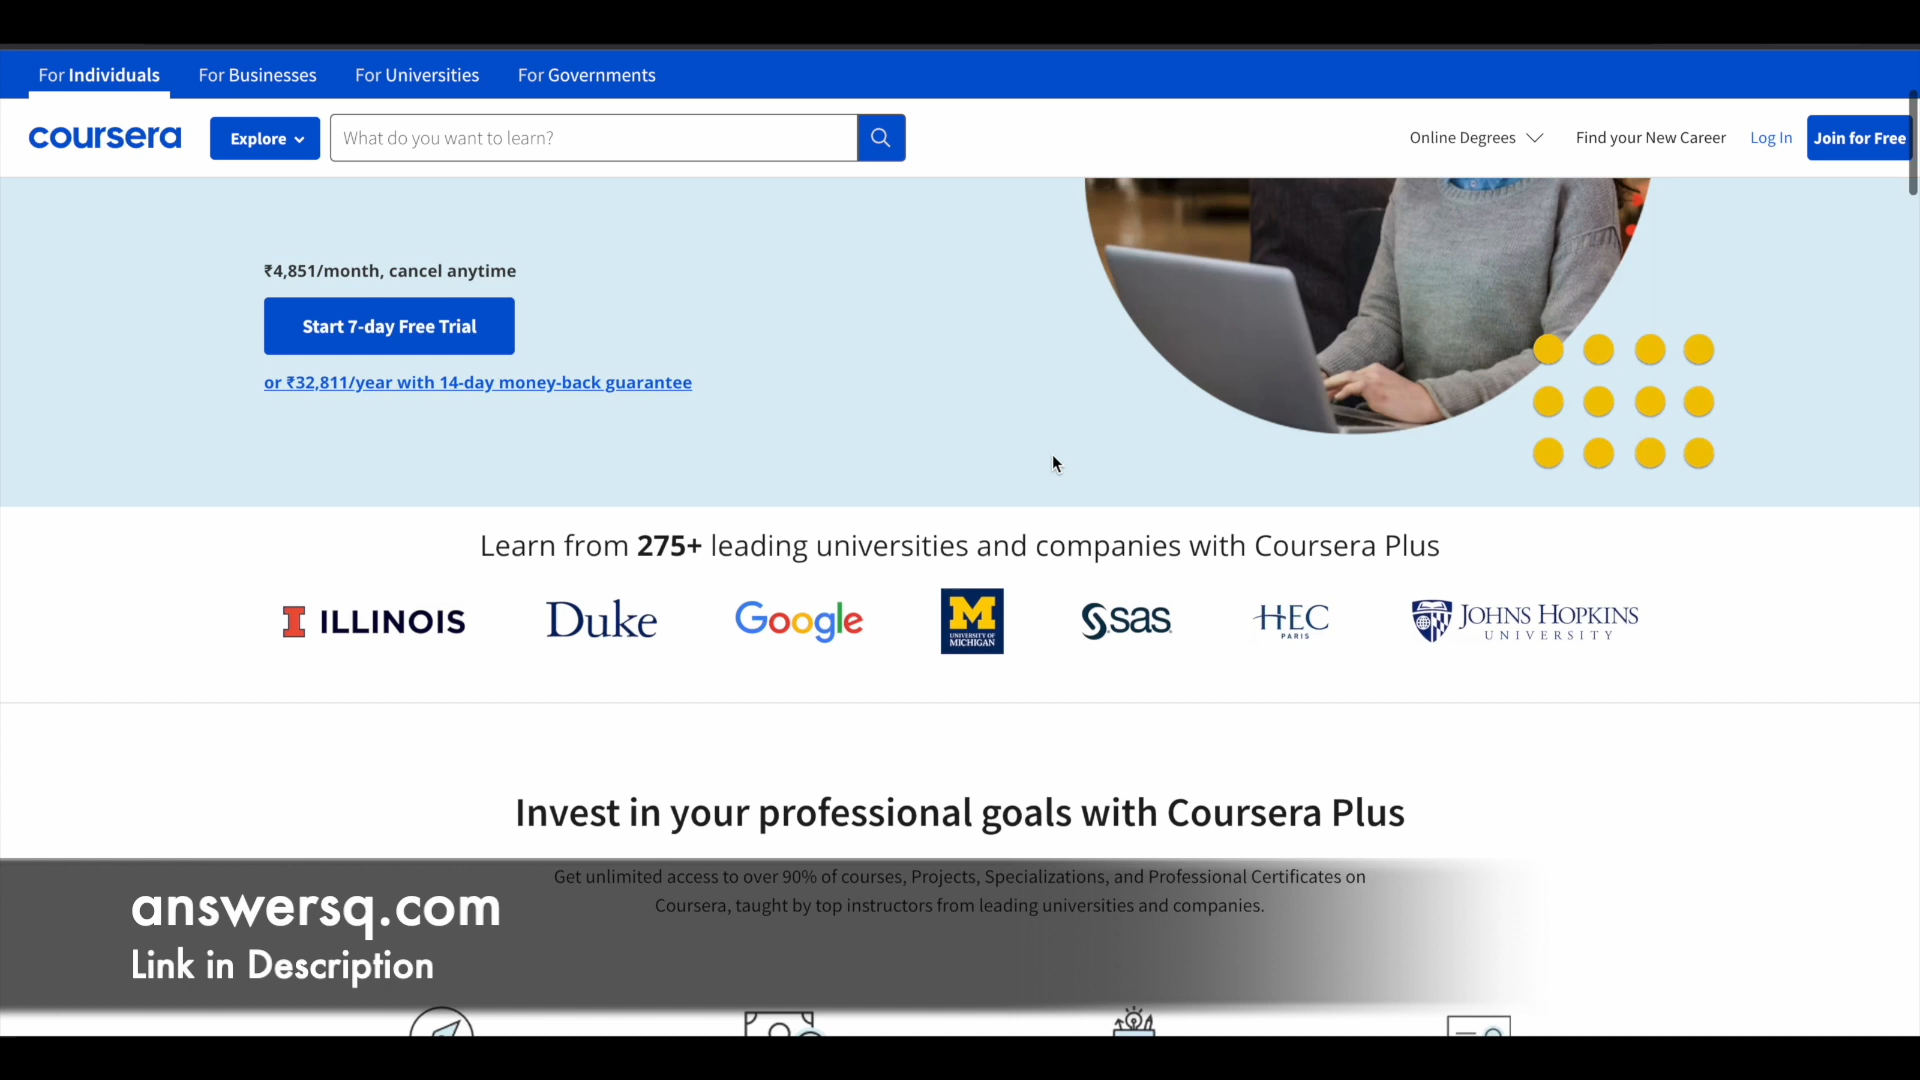 For Individuals For Businesses For Universities For Governments
coursera Explore What do you want to learn? Online Degrees Find your New Career Log In Join for Free
₹4,851/month, cancel anytime
Start 7-day Free Trial
or ₹32,811/year with 14-day money-back guarantee
Learn from 275+ leading universities and companies with Coursera Plus
I ILLINOIS Duke Google M UNIVERSITY OF MICHIGAN sas HEC PARIS JOHNS HOPKINS UNIVERSITY
Invest in your professional goals with Coursera Plus
Get unlimited access to over 90% of courses, Projects, Specializations, and Professional Certificates on
Coursera, taught by top instructors from leading universities and companies.
answersq.com
Link in Description